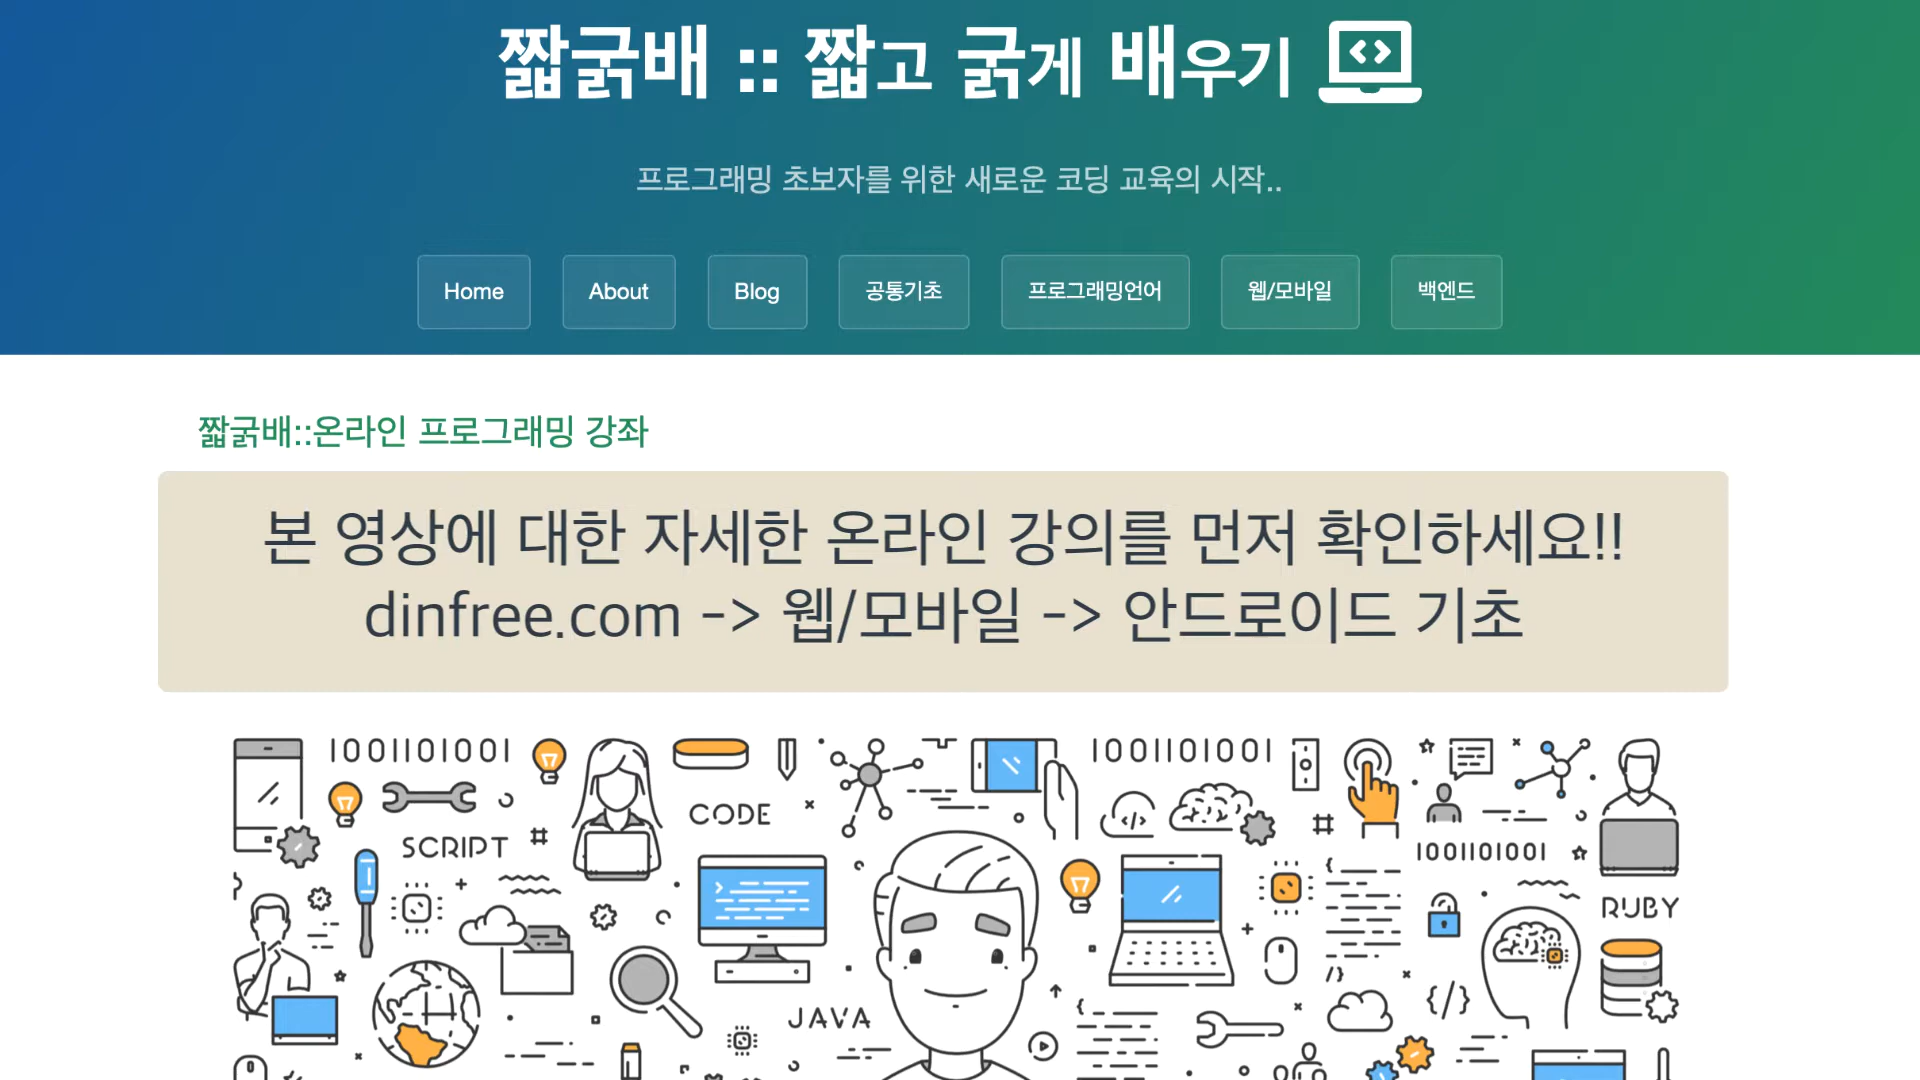 짧굵배 :: 짧고 굵게 배우기
프로그래밍 초보자를 위한 새로운 코딩 교육의 시작..
Home About Blog 공통기초 프로그래밍언어 웹/모바일 백엔드
짧굵배::온라인 프로그래밍 강좌
본 영상에 대한 자세한 온라인 강의를 먼저 확인하세요!!
dinfree.com -> 웹/모바일 -> 안드로이드 기초
1001101001
1001101001
CODE
SCRIPT
1001101001
RUBY
JAVA